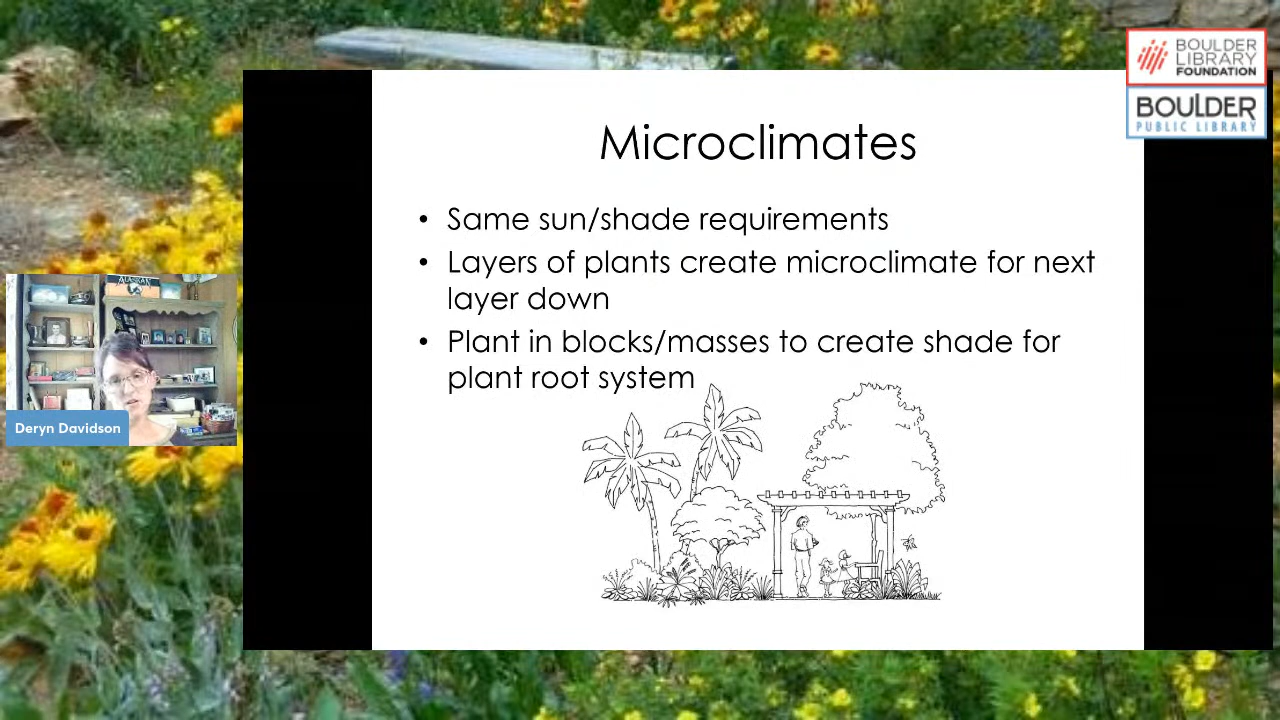 BOULDER
LIBRARY
FOUNDATION
BOULDER
PUBLIC LIBRARY
Microclimates
• Same sun/shade requirements
• Layers of plants create microclimate for next
layer down
• Plant in blocks/masses to create shade for
plant root system
Deryn Davidson